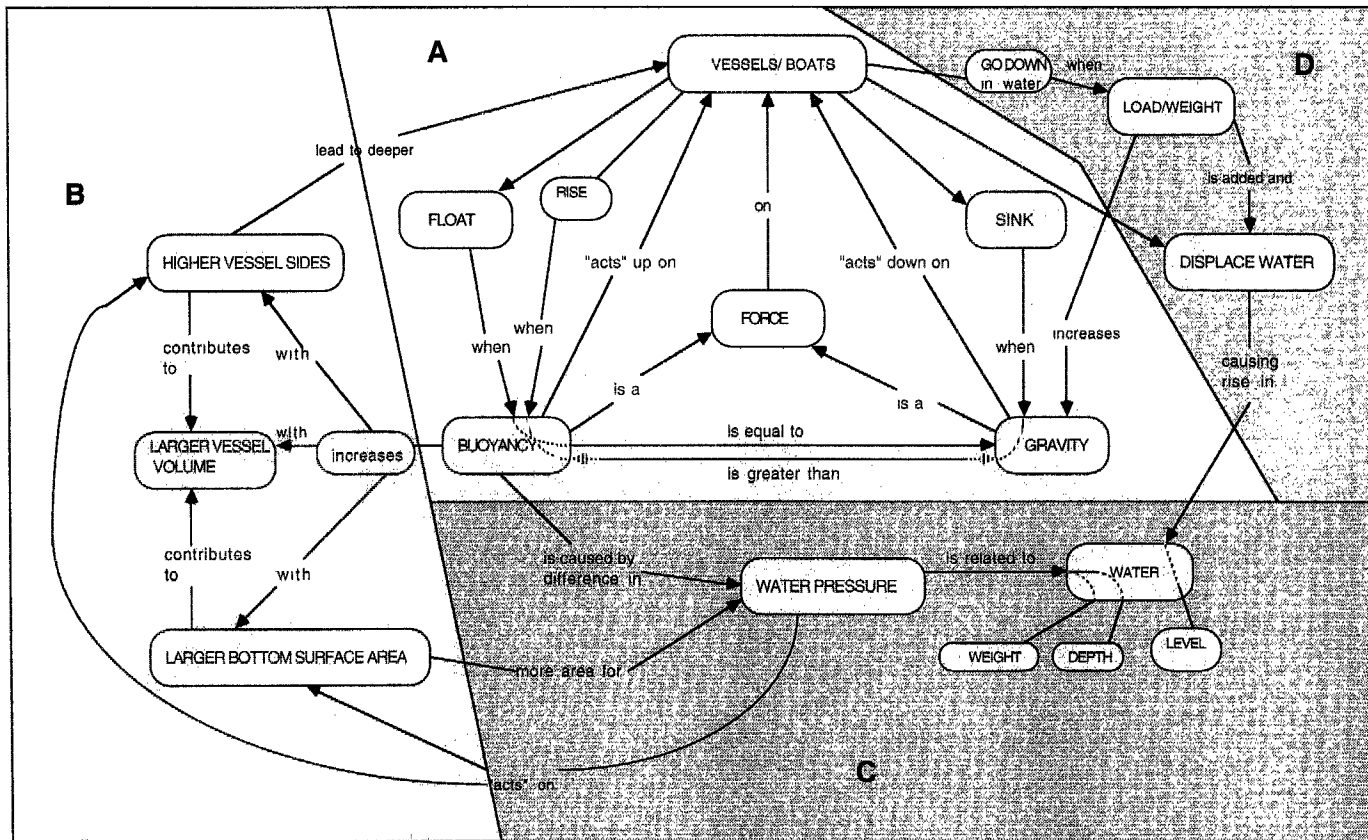 A
VESSELS/ BOATS
GO DOWN
in water
when
D
LOAD/WEIGHT
lead to deeper
B
RISE
FLOAT
on
SINK
is added and
HIGHER VESSEL SIDES
"acts" up on
"acts" down on
DISPLACE WATER
FORCE
contributes
to
with
when
when
when
increases
causing
rise in
is a
is a
LARGER VESSEL
VOLUME
with
increases
BUOYANCY
is equal to
is greater than
GRAVITY
contributes
to
with
is caused by
difference in
WATER PRESSURE
is related to
WATER
LARGER BOTTOM SURFACE AREA
more area for
WEIGHT
DEPTH
LEVEL
"acts" on
C